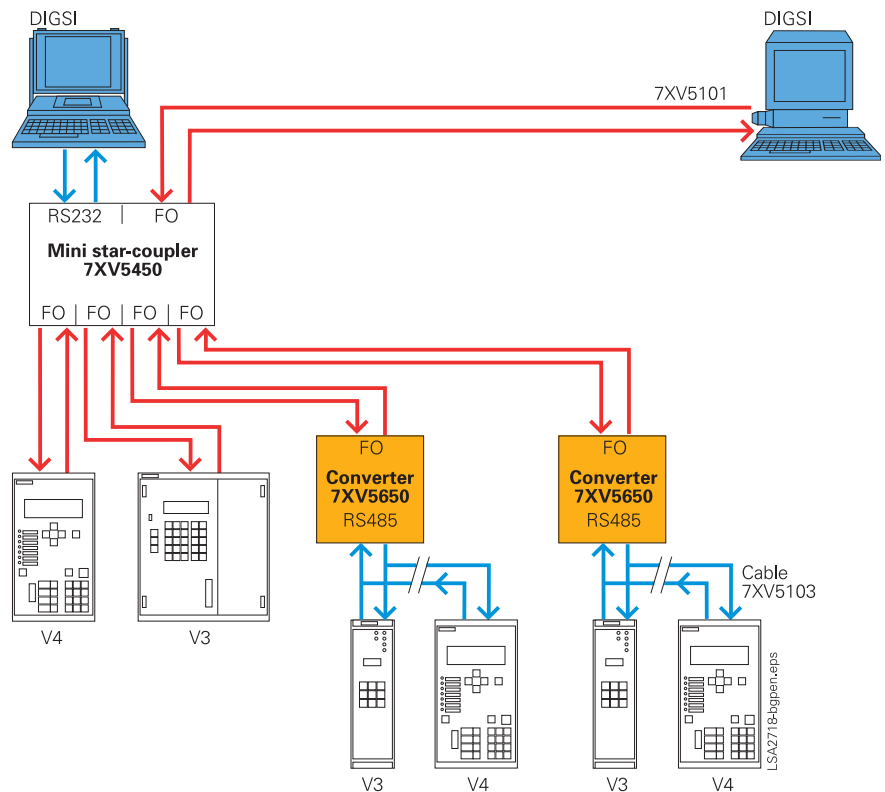 DIGSI
DIGSI
7XV5101
RS232 | FO
Mini star-coupler
7XV5450
FO | FO | FO | FO
FO
Converter
7XV5650
RS485
FO
Converter
7XV5650
RS485
Cable
7XV5103
V4
V3
V3
V4
V3
V4
LSA2718-bgpen.eps